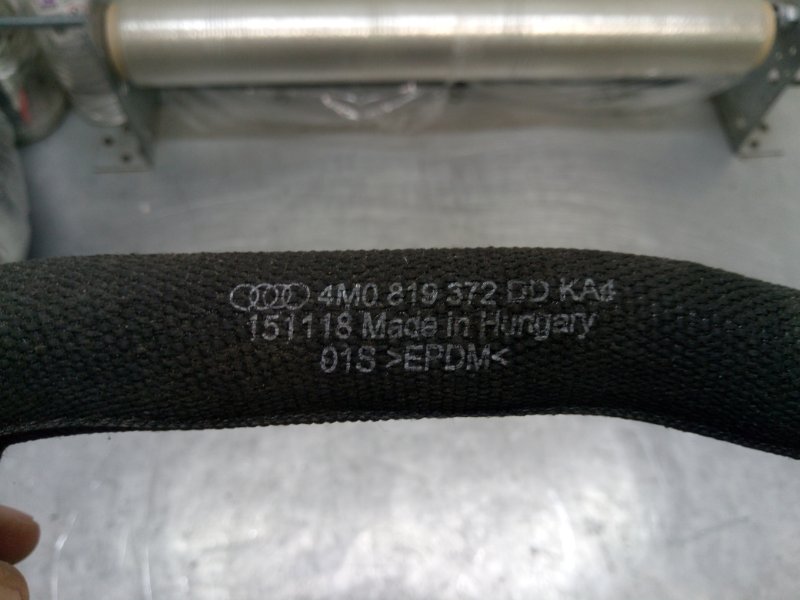 4M0 819 372 DD KA4
151118 Made in Hungary
01S >EPDM<